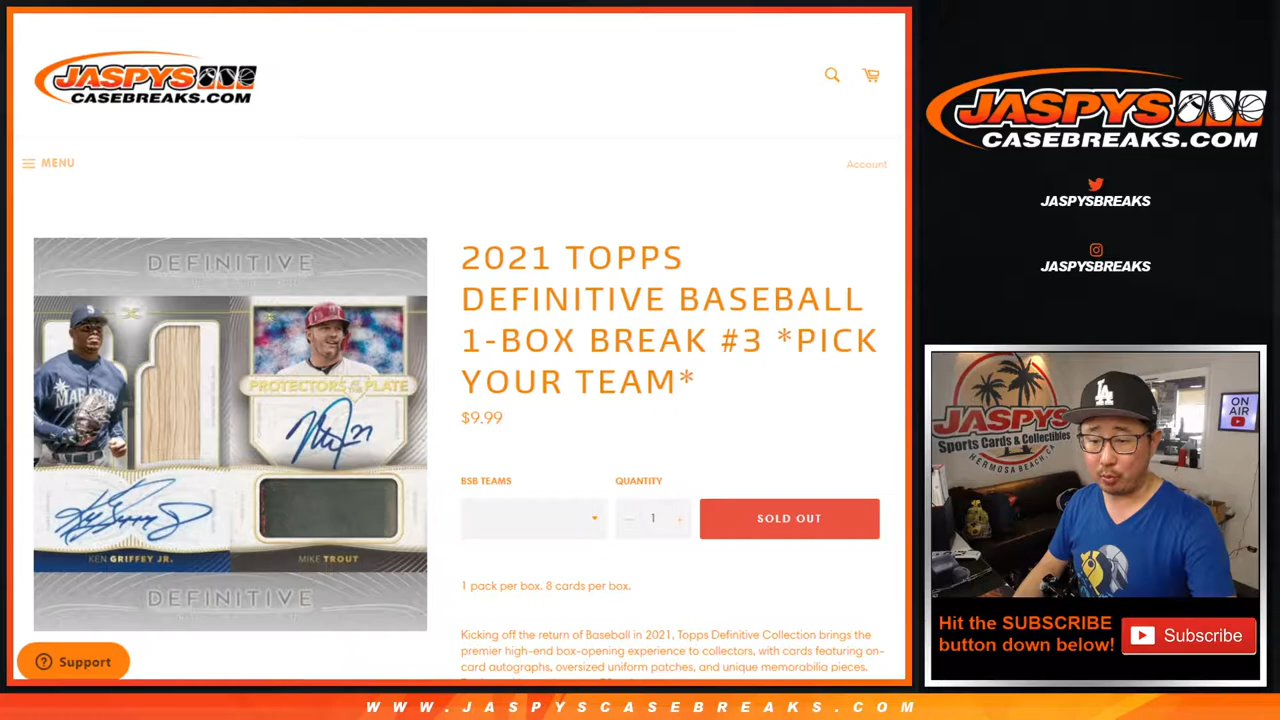 JASPYS
CASEBREAKS.COM
MENU
Account
DEFINITIVE
PROTECTORS OF THE PLATE
KEN GRIFFEY JR.
MIKE TROUT
DEFINITIVE
2021 TOPPS
DEFINITIVE BASEBALL
1-BOX BREAK #3 *PICK
YOUR TEAM*
$9.99
BSB TEAMS
QUANTITY
1
SOLD OUT
1 pack per box. 8 cards per box.
Kicking off the return of Baseball in 2021, Topps Definitive Collection brings the
premier high-end box-opening experience to collectors, with cards featuring on-
card autographs, oversized uniform patches, and unique memorabilia pieces.
Support
JASPYS
CASEBREAKS.COM
JASPYSBREAKS
JASPYSBREAKS
JASPYS
Sports Cards & Collectibles
HERMOSA BEACH, CA
LA
ON
AIR
Hit the SUBSCRIBE
button down below!
Subscribe
WWW.JASPYSCASEBREAKS.COM